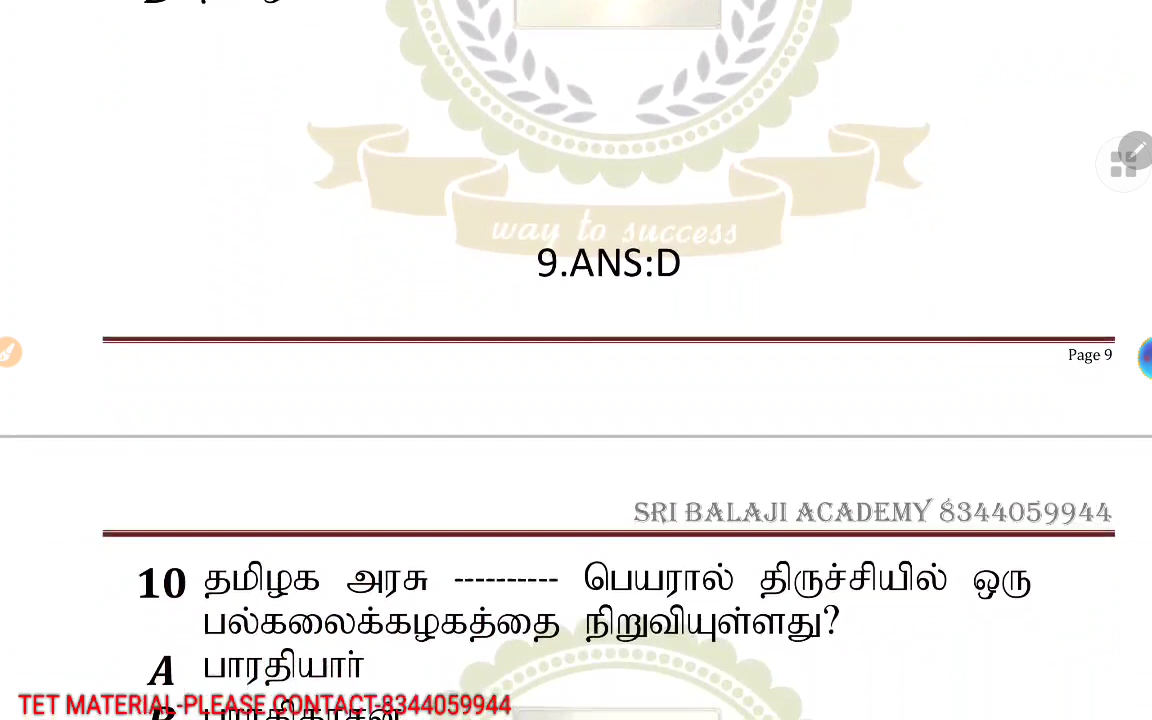 way to success
9.ANS:D
Page 9
SRI BALAJI ACADEMY 8344059944
10 தமிழக அரசு ---------- பெயரால் திருச்சியில் ஒரு
பல்கலைக்கழகத்தை நிறுவியுள்ளது?
A பாரதியார்
TET MATERIAL-PLEASE CONTACT-8344059944